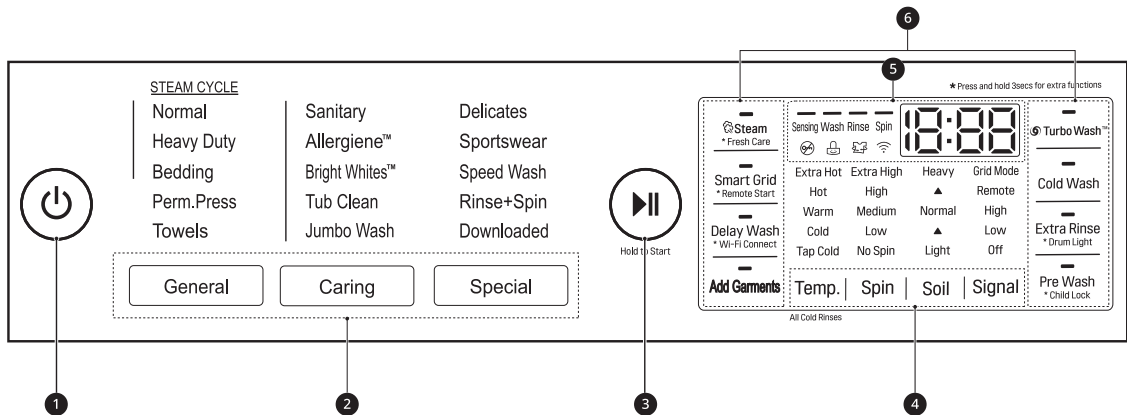 6
5
* Press and hold 3secs for extra functions
STEAM CYCLE
Normal
Heavy Duty
Bedding
Perm.Press
Towels
Sanitary
Allergiene™
Bright Whites™
Tub Clean
Jumbo Wash
Delicates
Sportswear
Speed Wash
Rinse+Spin
Downloaded
General
Caring
Special
Hold to Start
Steam
* Fresh Care
Smart Grid
* Remote Start
Delay Wash
* Wi-Fi Connect
Add Garments
Sensing Wash Rinse Spin
18:88
Extra Hot Extra High Heavy Grid Mode
Hot High ▲ Remote
Warm Medium Normal High
Cold Low ▲ Low
Tap Cold No Spin Light Off
Temp. Spin Soil Signal
All Cold Rinses
TurboWash™
Cold Wash
Extra Rinse
* Drum Light
Pre Wash
* Child Lock
1 2 3 4